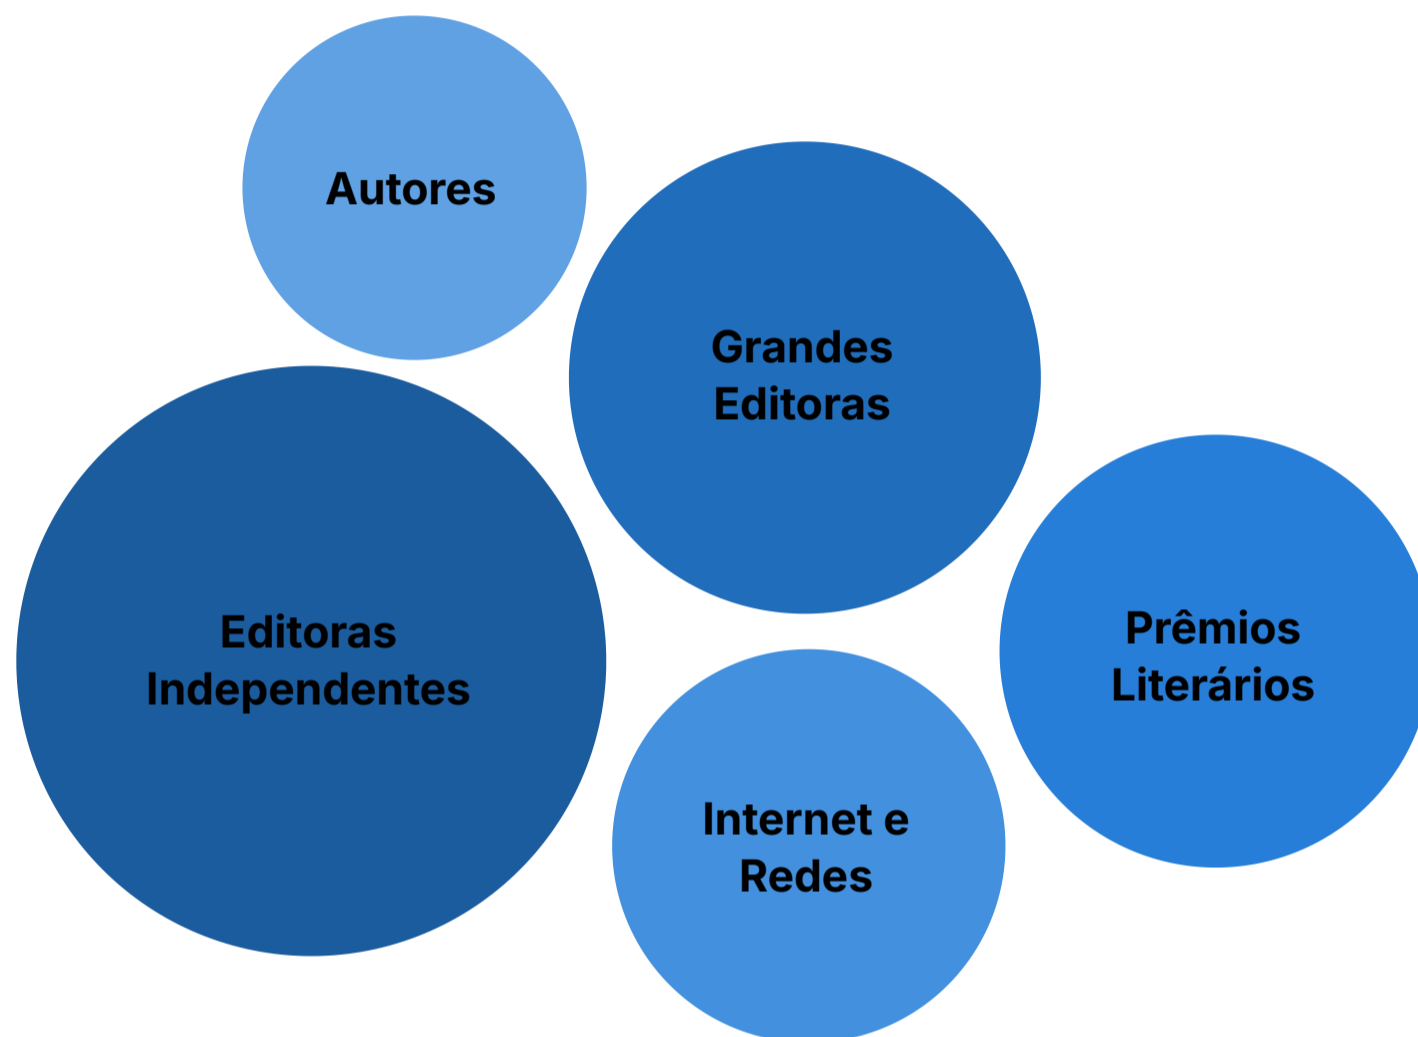 Autores
Grandes
Editoras
Editoras
Independentes
Prêmios
Literários
Internet e
Redes